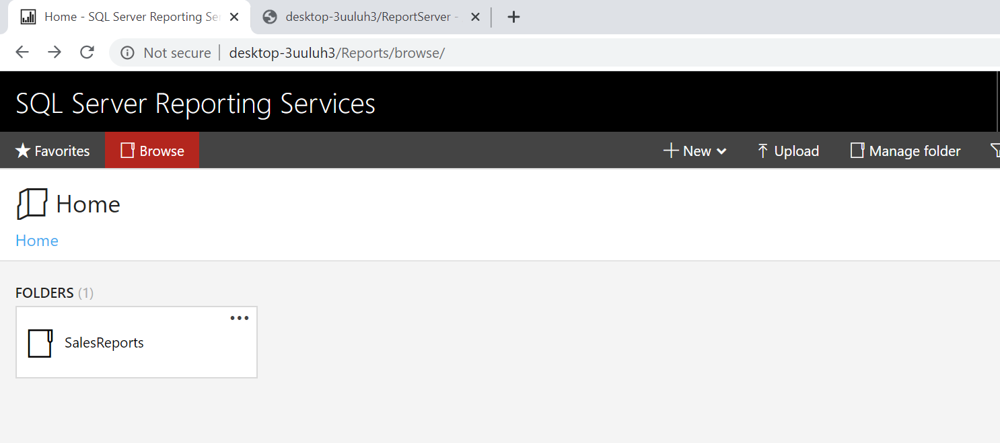 Home - SQL Server Reporting Ser
desktop-3uuluh3/ReportServer -
Not secure | desktop-3uuluh3/Reports/browse/
SQL Server Reporting Services
Favorites Browse New Upload Manage folder
Home
Home
FOLDERS (1)
SalesReports